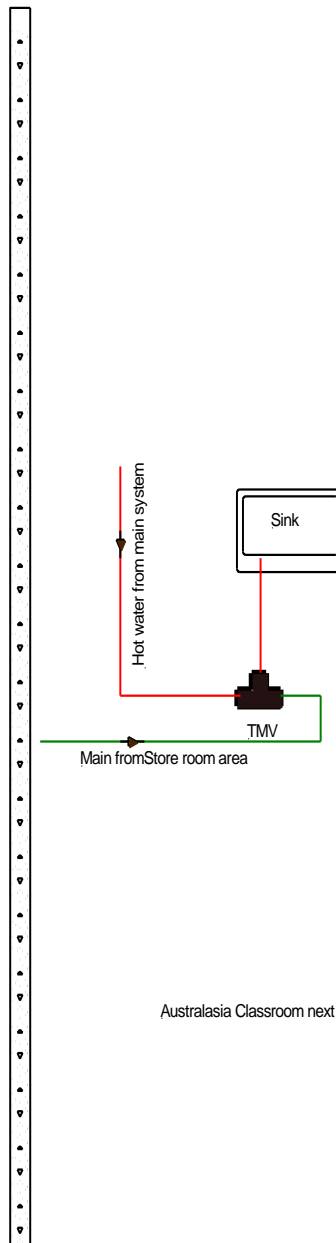 Hot water from main system
Sink
TMV
Main fromStore room area
Australasia Classroom next